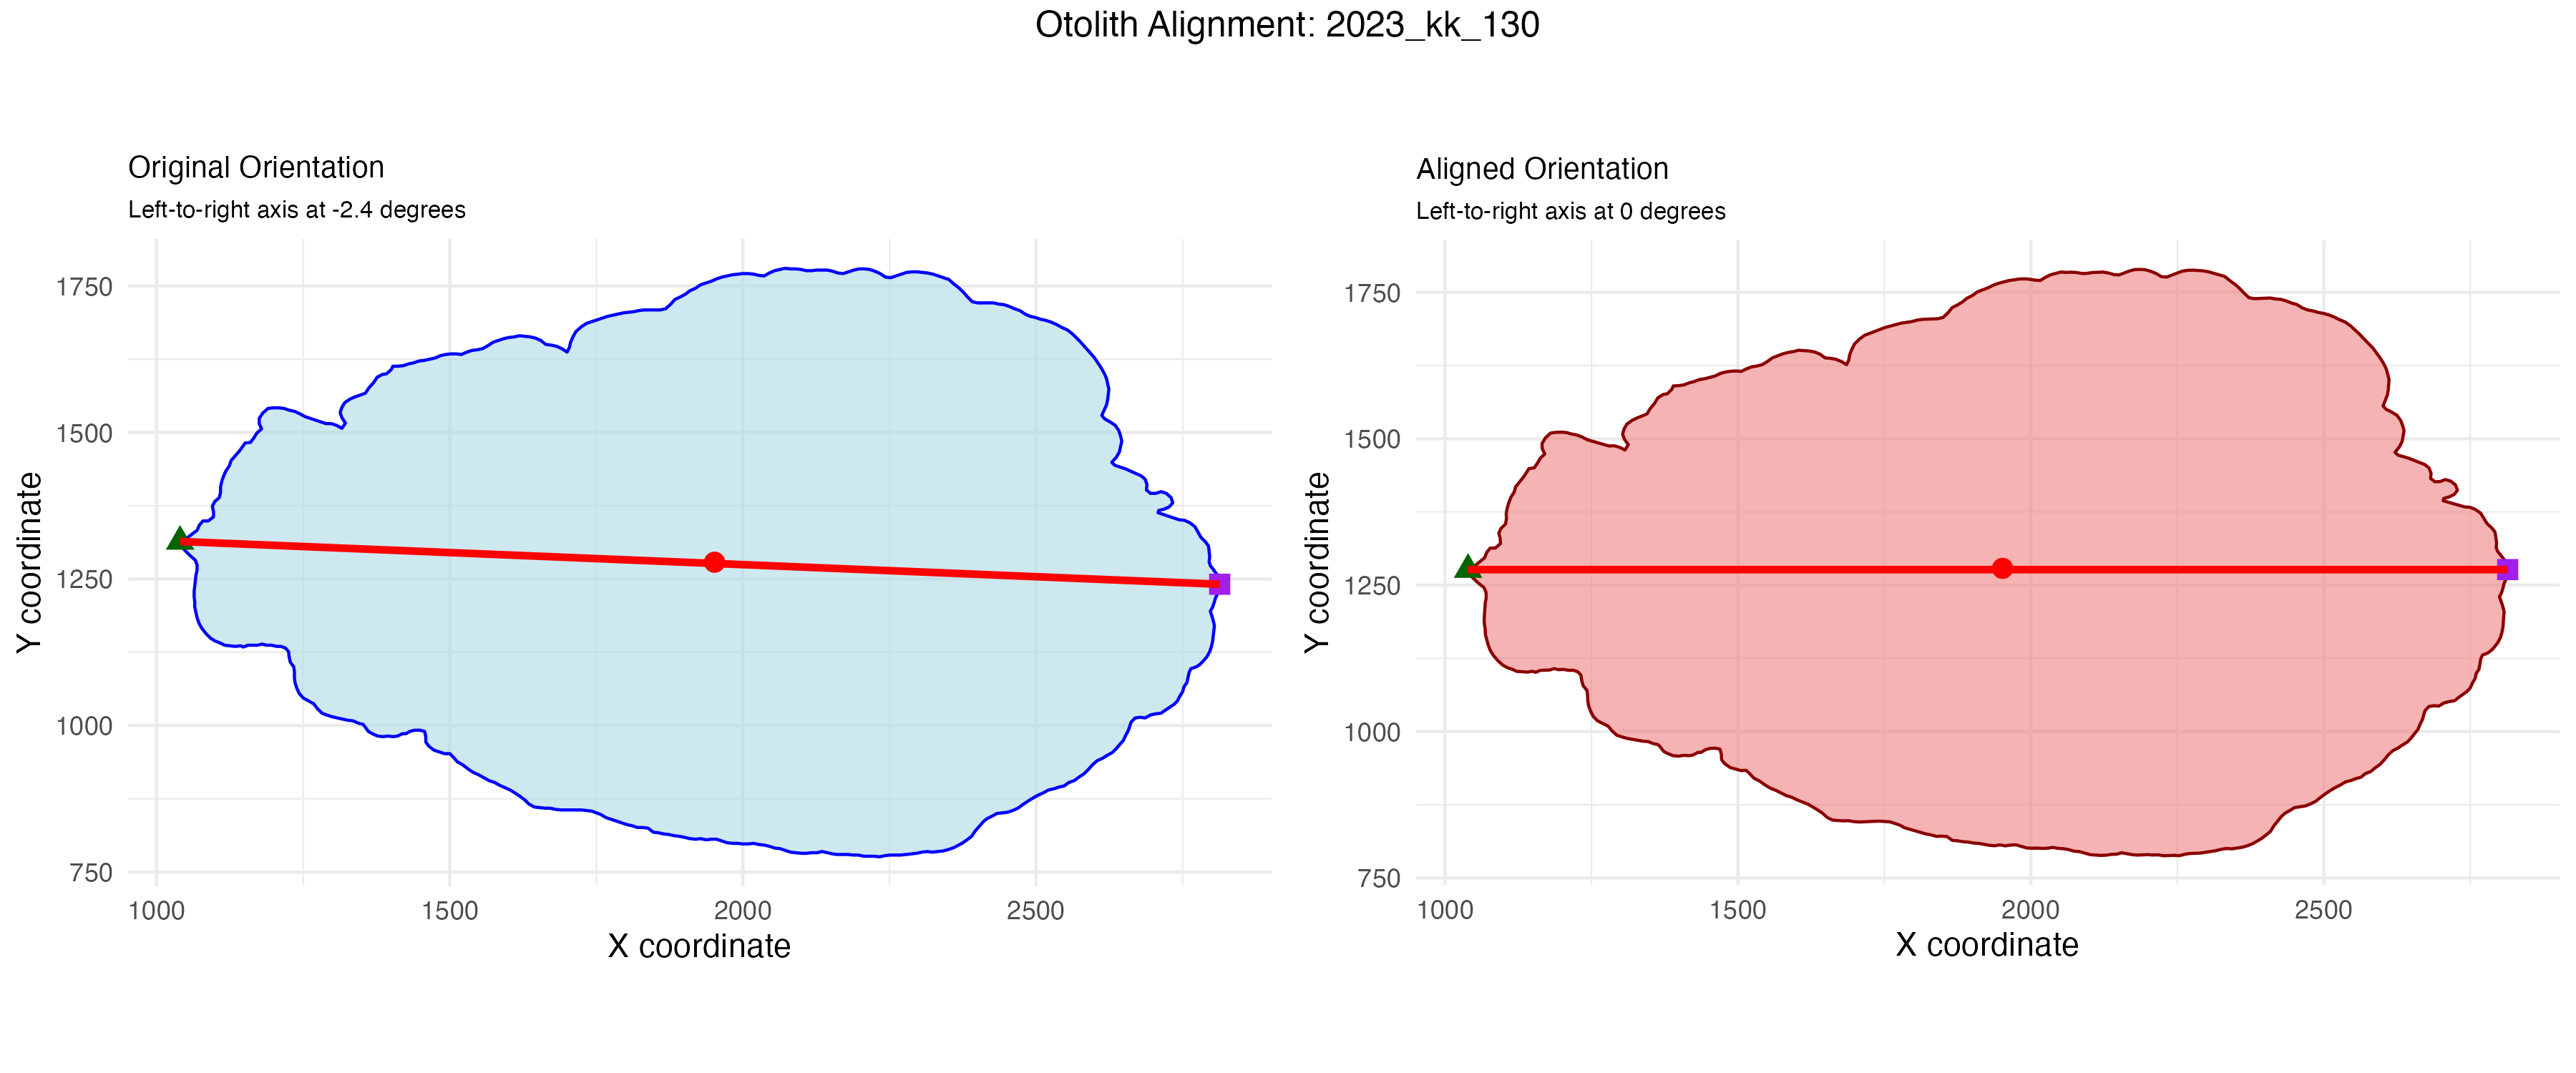 Otolith Alignment: 2023_kk_130
Original Orientation
Left-to-right axis at -2.4 degrees
1750
1500
1250
1000
750
Y coordinate
1000 1500 2000 2500
X coordinate
Aligned Orientation
Left-to-right axis at 0 degrees
1750
1500
1250
1000
750
Y coordinate
1000 1500 2000 2500
X coordinate